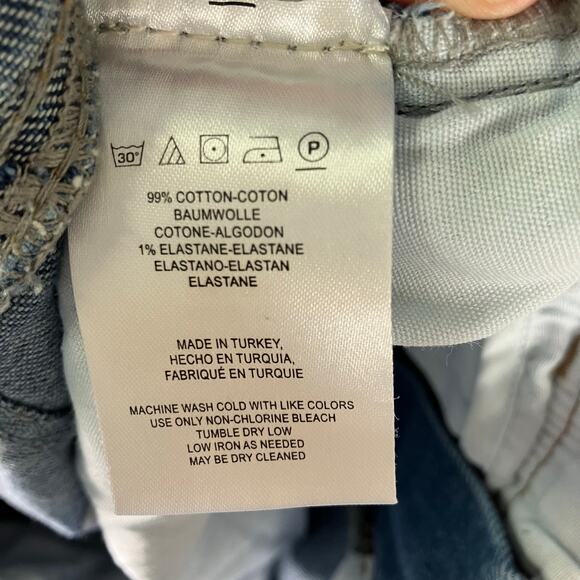 30°
P
99% COTTON-COTON
BAUMWOLLE
COTONE-ALGODON
1% ELASTANE-ELASTANE
ELASTANO-ELASTAN
ELASTANE
MADE IN TURKEY,
HECHO EN TURQUIA,
FABRIQUÉ EN TURQUIE
MACHINE WASH COLD WITH LIKE COLORS
USE ONLY NON-CHLORINE BLEACH
TUMBLE DRY LOW
LOW IRON AS NEEDED
MAY BE DRY CLEANED